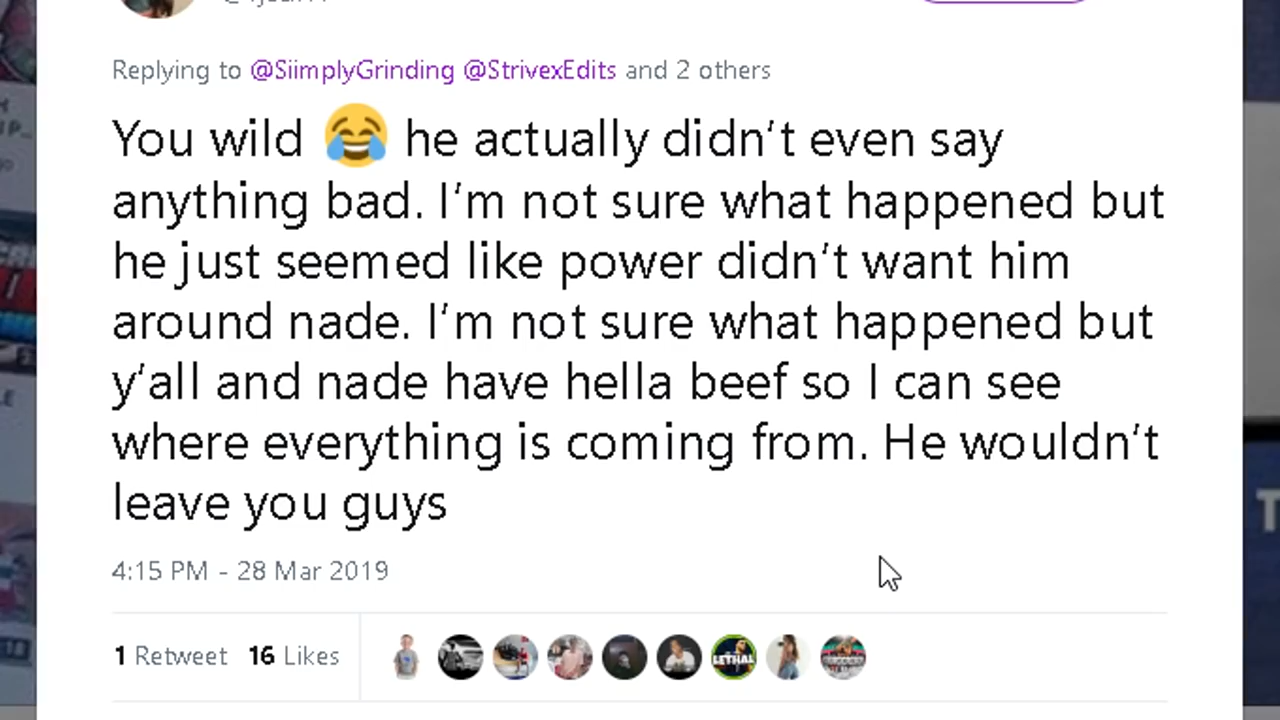 Replying to @SiimplyGrinding @StrivexEdits and 2 others
You wild 😂 he actually didn't even say
anything bad. I'm not sure what happened but
he just seemed like power didn't want him
around nade. I'm not sure what happened but
y'all and nade have hella beef so I can see
where everything is coming from. He wouldn't
leave you guys
4:15 PM - 28 Mar 2019
1 Retweet 16 Likes
LETHAL